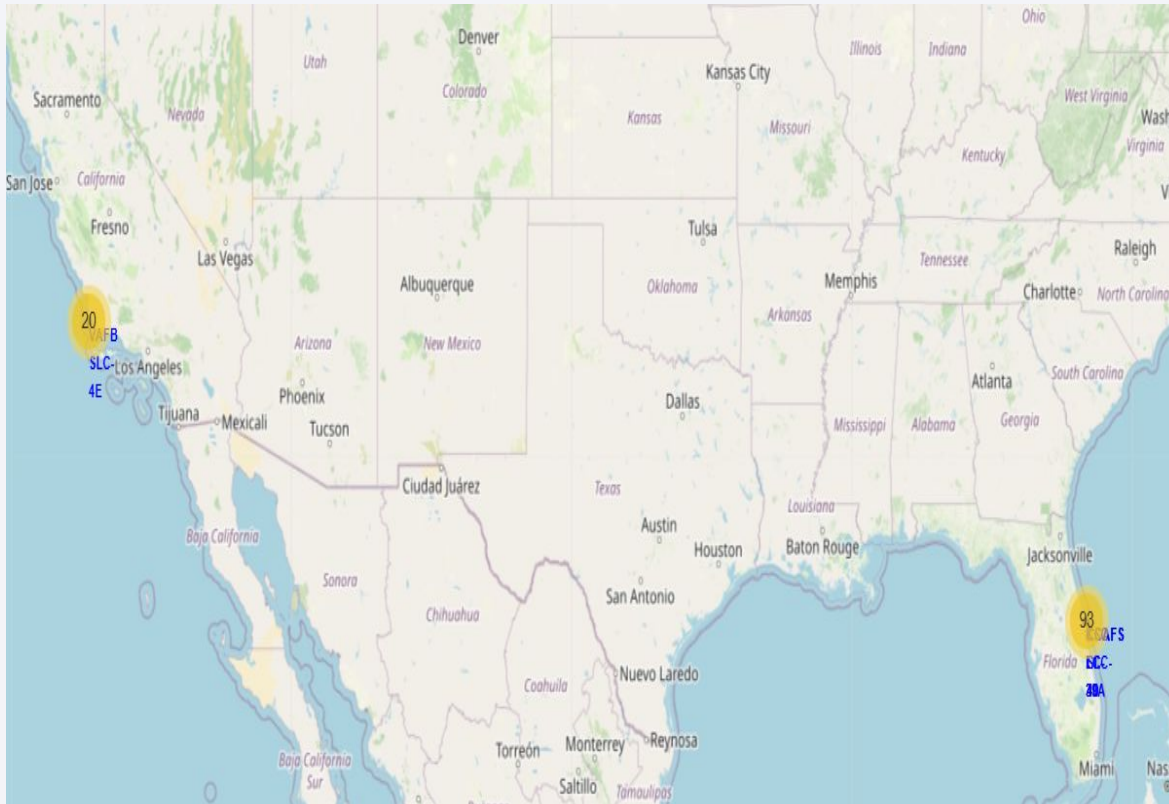 Ohio
Denver
Utah
Illinois
Indiana
Kansas City
Colorado
West Virginia
Sacramento
Nevada
Kansas
Missouri
Virginia
Kentucky
San Jose
California
Fresno
Las Vegas
Tulsa
Raleigh
Tennessee
Albuquerque
Oklahoma
Memphis
Charlotte
North Carolina
20
Arkansas
SLC-
4E
Los Angeles
Arizona
New Mexico
Phoenix
Atlanta
South Carolina
Tijuana
Mexicali
Tucson
Dallas
Mississippi
Alabama
Georgia
Ciudad Juárez
Texas
Louisiana
Baja California
Austin
Houston
Baton Rouge
Jacksonville
Sonora
San Antonio
Chihuahua
93
Florida
Nuevo Laredo
Coahuila
Reynosa
Torreón
Monterrey
Baja California
Sur
Saltillo
Tamaulipas
Miami